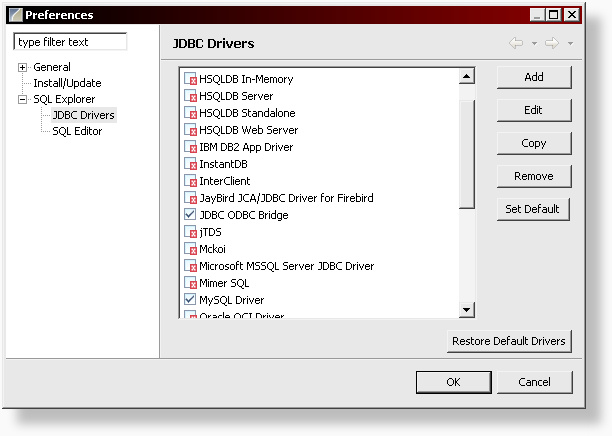 Preferences
type filter text
General
Install/Update
SQL Explorer
JDBC Drivers
SQL Editor
JDBC Drivers
HSQLDB In-Memory
HSQLDB Server
HSQLDB Standalone
HSQLDB Web Server
IBM DB2 App Driver
InstantDB
InterClient
JayBird JCA/JDBC Driver for Firebird
JDBC ODBC Bridge
jTDS
Mckoi
Microsoft MSSQL Server JDBC Driver
Mimer SQL
MySQL Driver
Oracle OCI Driver
Add
Edit
Copy
Remove
Set Default
Restore Default Drivers
OK
Cancel